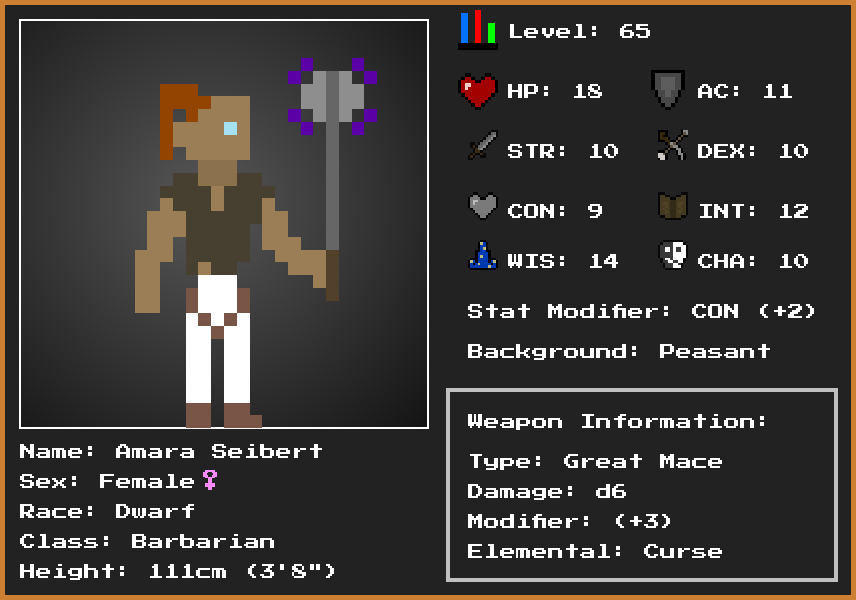 Level: 65
HP: 18
AC: 11
STR: 10
DEX: 10
CON: 9
INT: 12
WIS: 14
CHA: 10
Stat Modifier: CON (+2)
Background: Peasant
Weapon Information:
Type: Great Mace
Damage: d6
Modifier: (+3)
Elemental: Curse
Name: Amara Seibert
Sex: Female♀
Race: Dwarf
Class: Barbarian
Height: 111cm (3'8")